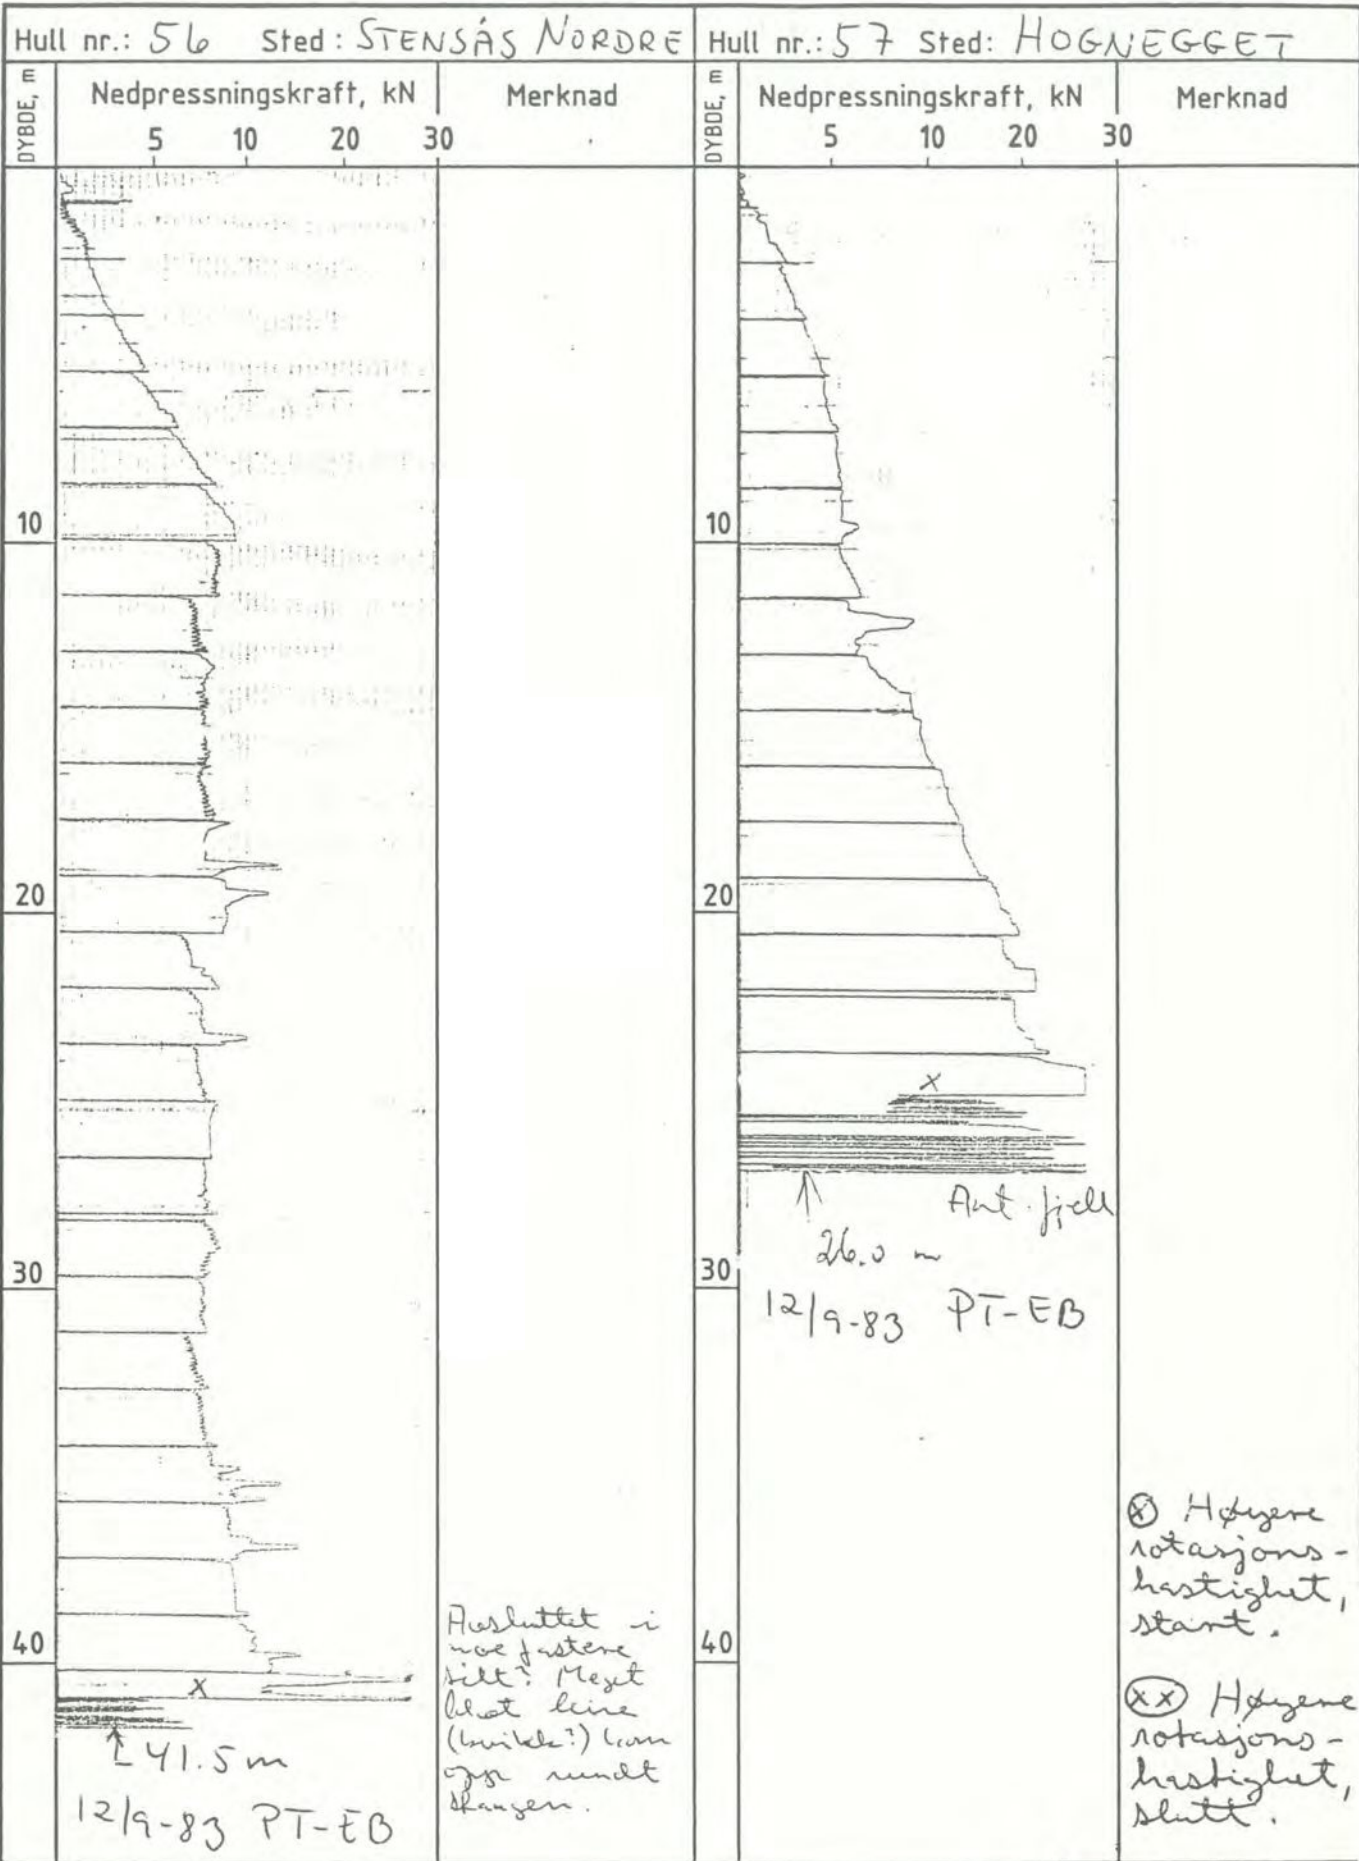 Hull nr.: 56 Sted: STENSÅS NORDRE
DYBDE, m
Nedpressningskraft, kN
Merknad
5 10 20 30
10
20
30
40
X
41.5 m
12/9-83 PT-EB
Avsluttet i
noe fastere
silt? Meget
bløt leire
(kvikk?) kom
opp rundt
stangen.
Hull nr.: 57 Sted: HOGNEGGET
DYBDE, m
Nedpressningskraft, kN
Merknad
5 10 20 30
10
20
X
Ant. fjell
26.0 m
30
12/9-83 PT-EB
40
Ⓧ Høyere
rotasjons-
hastighet,
start.
(XX) Høyere
rotasjons-
hastighet,
slutt.